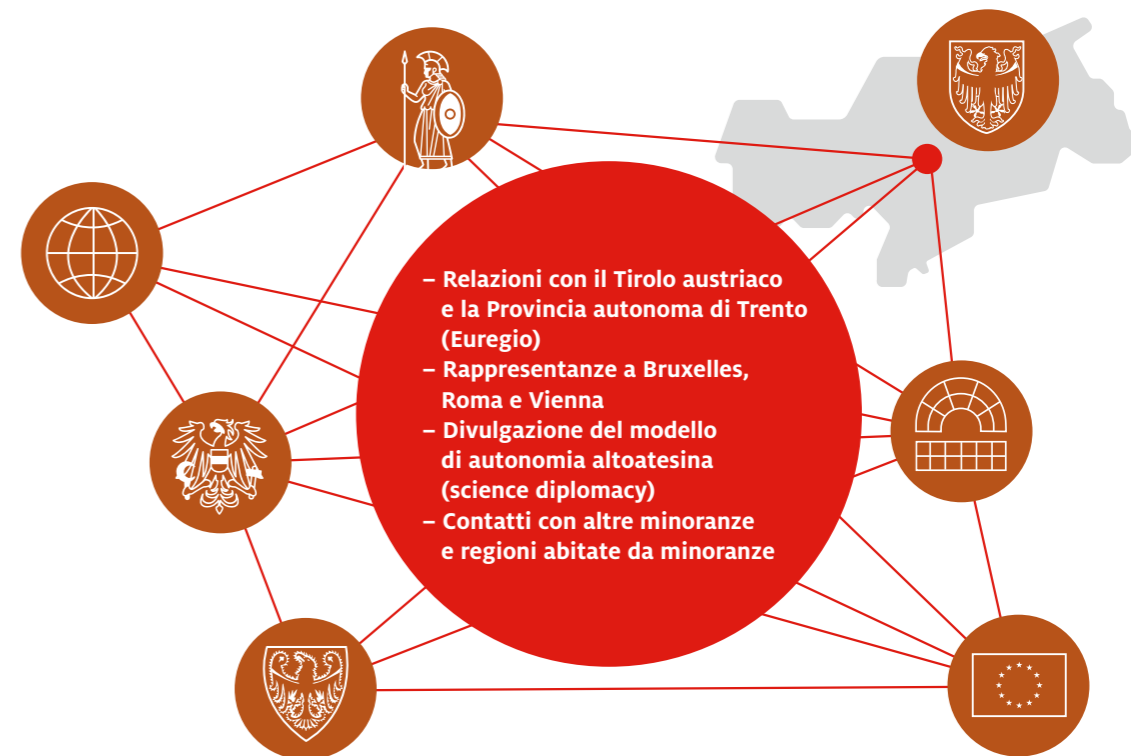 – Relazioni con il Tirolo austriaco
e la Provincia autonoma di Trento
(Euregio)
– Rappresentanze a Bruxelles,
Roma e Vienna
– Divulgazione del modello
di autonomia altoatesina
(science diplomacy)
– Contatti con altre minoranze
e regioni abitate da minoranze